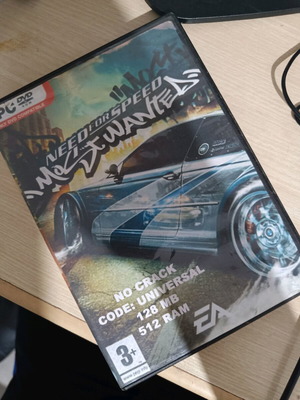 PC DVD
NEED FOR SPEED
MOST WANTED
NO CRACK
CODE: UNIVERSAL
128 MB
512 RAM
EA
3+